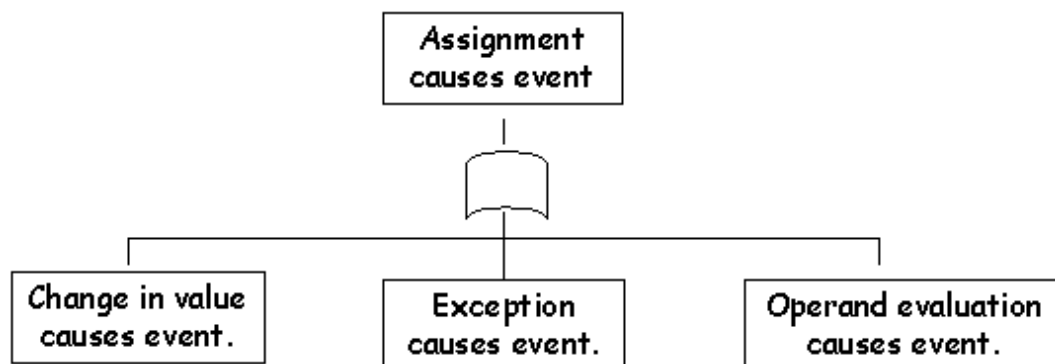 Assignment
causes event
Change in value
causes event.
Exception
causes event.
Operand evaluation
causes event.